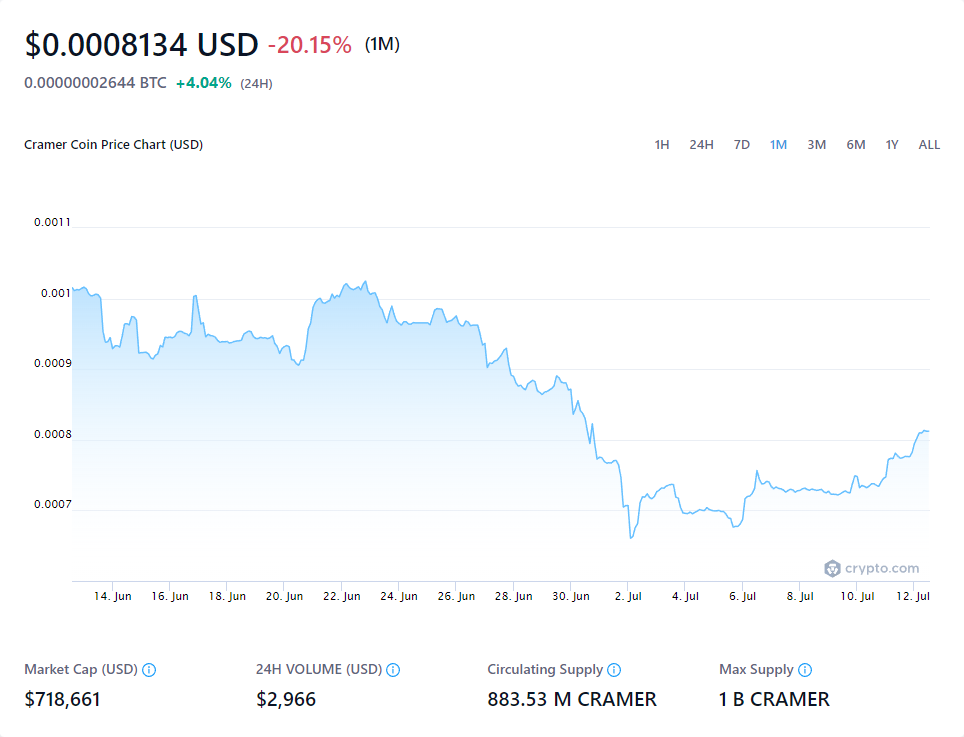 $0.0008134 USD -20.15% (1M)
0.00000002644 BTC +4.04% (24H)
Cramer Coin Price Chart (USD) 1H 24H 7D 1M 3M 6M 1Y ALL
0.0011
0.001
0.0009
0.0008
0.0007
crypto.com
14. Jun 16. Jun 18. Jun 20. Jun 22. Jun 24. Jun 26. Jun 28. Jun 30. Jun 2. Jul 4. Jul 6. Jul 8. Jul 10. Jul 12. Jul
Market Cap (USD) 24H VOLUME (USD) Circulating Supply Max Supply
$718,661 $2,966 883.53 M CRAMER 1 B CRAMER